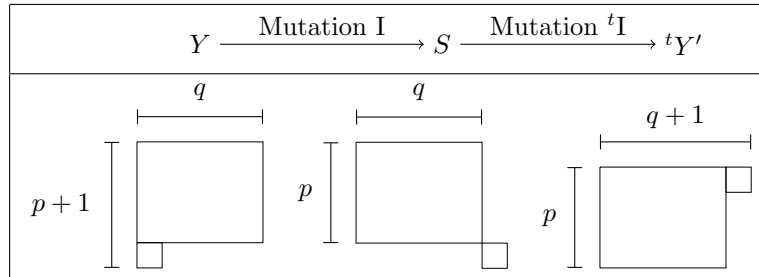 Y Mutation I S Mutation ᵗI ᵗY′
q q
q + 1
p + 1 p p